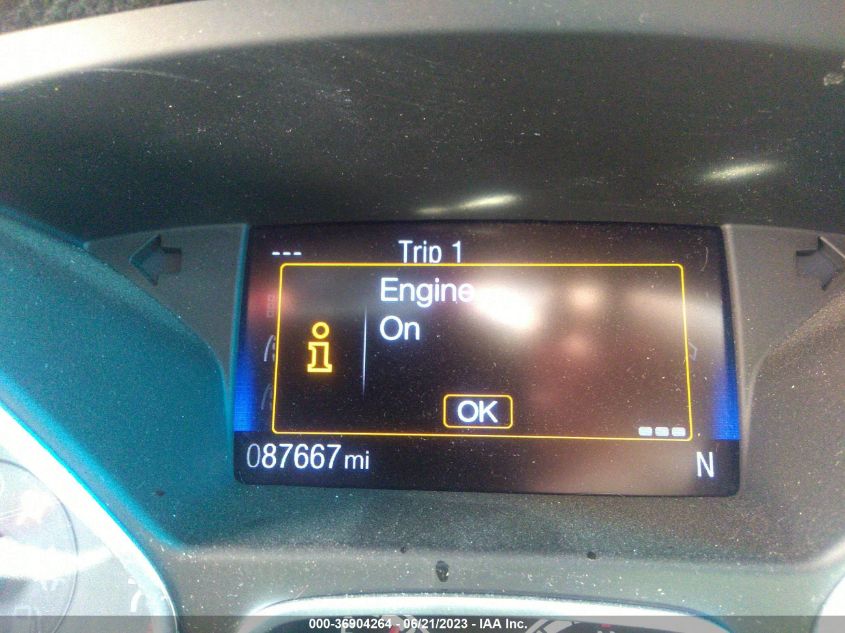 --- Trip 1
Engine
On
i
OK
087667 mi N
000-36904264 - 06/21/2023 - IAA Inc.